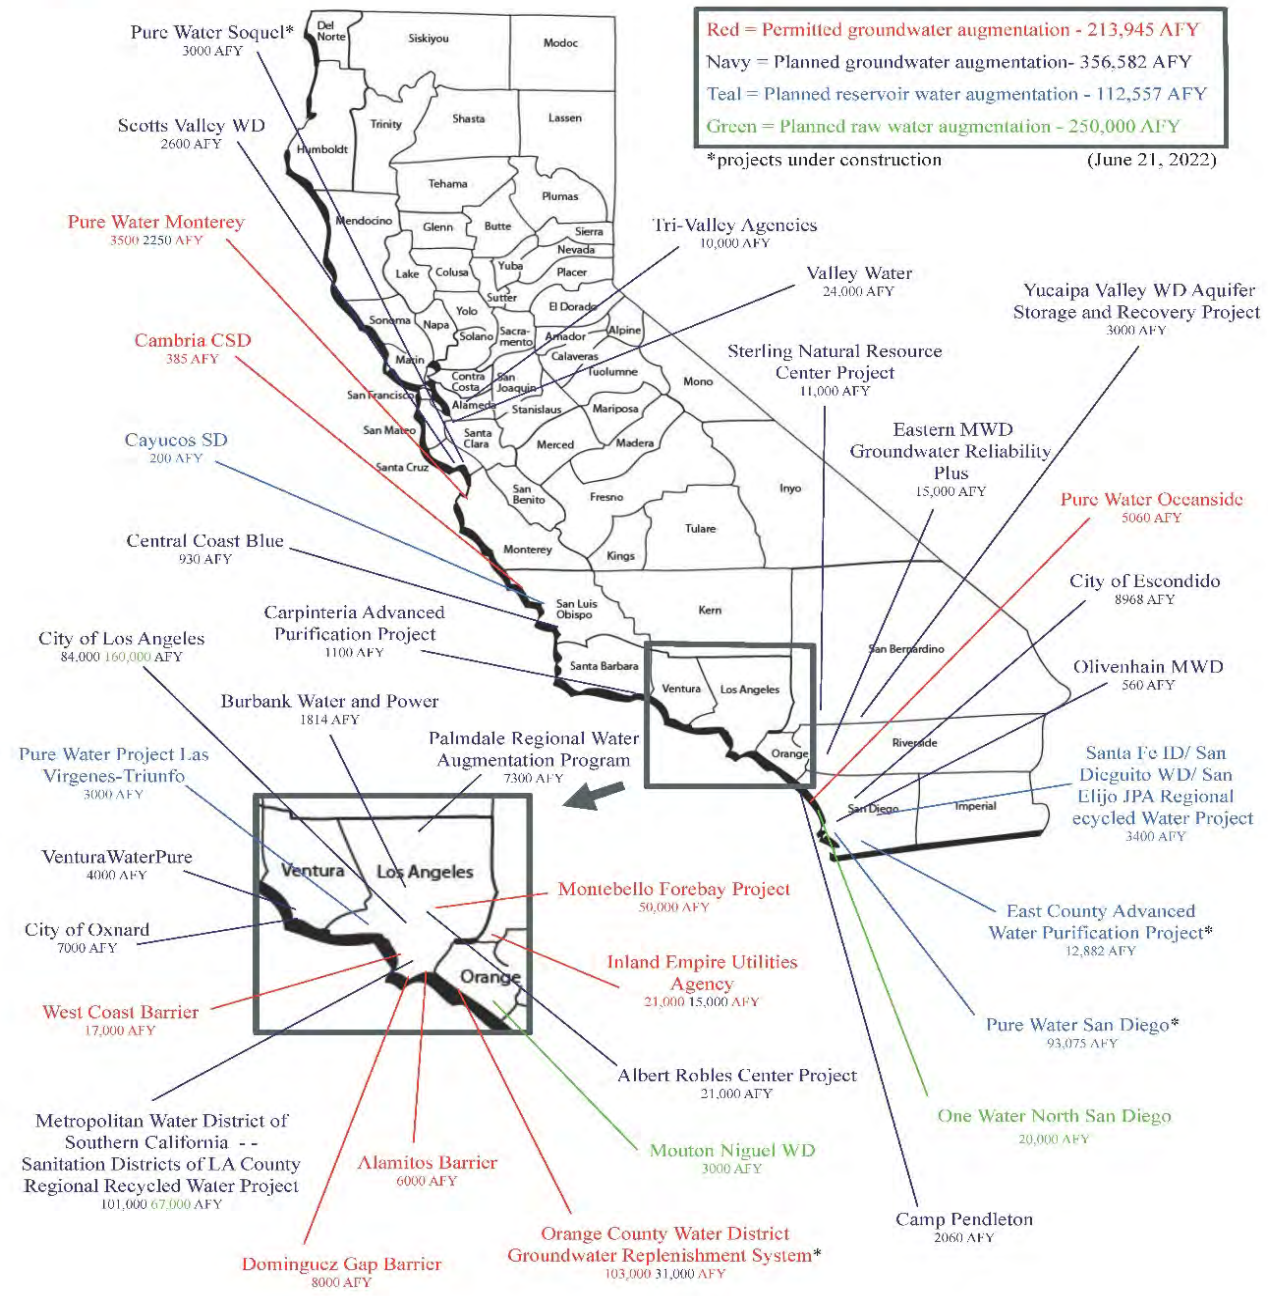 Red = Permitted groundwater augmentation - 213,945 AFY
Navy = Planned groundwater augmentation- 356,582 AFY
Teal = Planned reservoir water augmentation - 112,557 AFY
Green = Planned raw water augmentation - 250,000 AFY
*projects under construction (June 21, 2022)
Pure Water Soquel*
3000 AFY
Scotts Valley WD
2600 AFY
Pure Water Monterey
3500 2250 AFY
Cambria CSD
385 AFY
Cayucos SD
200 AFY
Central Coast Blue
930 AFY
Carpinteria Advanced
Purification Project
1100 AFY
City of Los Angeles
84,000 160,000 AFY
Burbank Water and Power
1814 AFY
Palmdale Regional Water
Augmentation Program
7300 AFY
Pure Water Project Las
Virgenes-Triunfo
3000 AFY
VenturaWaterPure
4000 AFY
City of Oxnard
7000 AFY
West Coast Barrier
17,000 AFY
Metropolitan Water District of
Southern California - -
Sanitation Districts of LA County
Regional Recycled Water Project
101,000 67,000 AFY
Dominguez Gap Barrier
8000 AFY
Alamitos Barrier
6000 AFY
Orange County Water District
Groundwater Replenishment System*
103,000 31,000 AFY
Mouton Niguel WD
3000 AFY
Albert Robles Center Project
21,000 AFY
Inland Empire Utilities
Agency
21,000 15,000 AFY
Montebello Forebay Project
50,000 AFY
Tri-Valley Agencies
10,000 AFY
Valley Water
24,000 AFY
Yucaipa Valley WD Aquifer
Storage and Recovery Project
3000 AFY
Sterling Natural Resource
Center Project
11,000 AFY
Eastern MWD
Groundwater Reliability
Plus
15,000 AFY
Pure Water Oceanside
5060 AFY
City of Escondido
8968 AFY
Olivenhain MWD
560 AFY
Santa Fe ID/ San
Dieguito WD/ San
Elijo JPA Regional
ecycled Water Project
3400 AFY
East County Advanced
Water Purification Project*
12,882 AFY
Pure Water San Diego*
93,075 AFY
One Water North San Diego
20,000 AFY
Camp Pendleton
2060 AFY
Del
Norte
Siskiyou
Modoc
Trinity
Shasta
Lassen
Humboldt
Tehama
Plumas
Mendocino
Glenn
Butte
Sierra
Nevada
Lake
Colusa
Yuba
Placer
Sutter
El Dorado
Sonoma
Napa
Yolo
Solano
Sacra-
mento
Amador
Alpine
Calaveras
Tuolumne
Marin
Contra
Costa
San
Joaquin
Mono
San Francisco
Alameda
Stanislaus
Mariposa
San Mateo
Santa
Clara
Merced
Madera
Santa Cruz
San
Benito
Fresno
Inyo
Monterey
Kings
Tulare
San Luis
Obispo
Kern
San Bernardino
Santa Barbara
Ventura
Los Angeles
Orange
Riverside
San Diego
Imperial
Ventura
Los Angeles
Orange